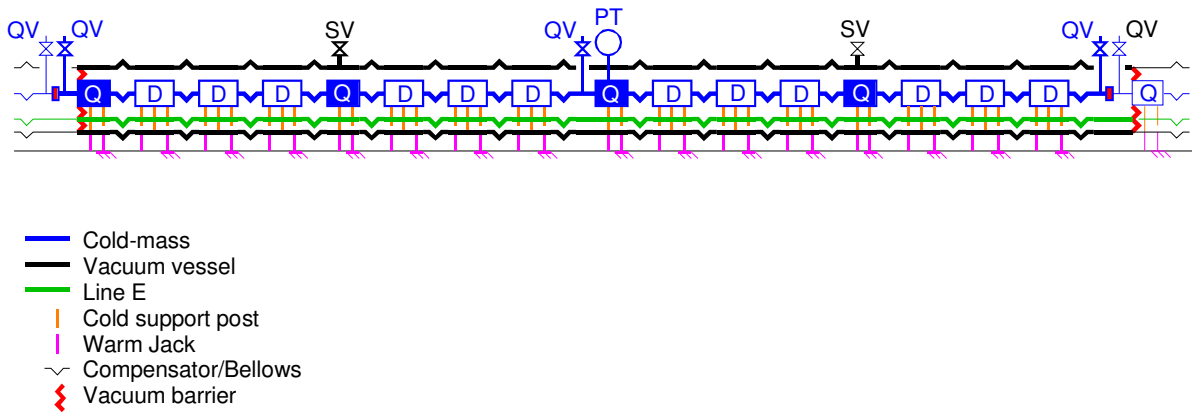 QV QV SV QV PT SV QV QV
Q D D D Q D D D Q D D D Q D D D Q
Cold-mass
Vacuum vessel
Line E
Cold support post
Warm Jack
Compensator/Bellows
Vacuum barrier